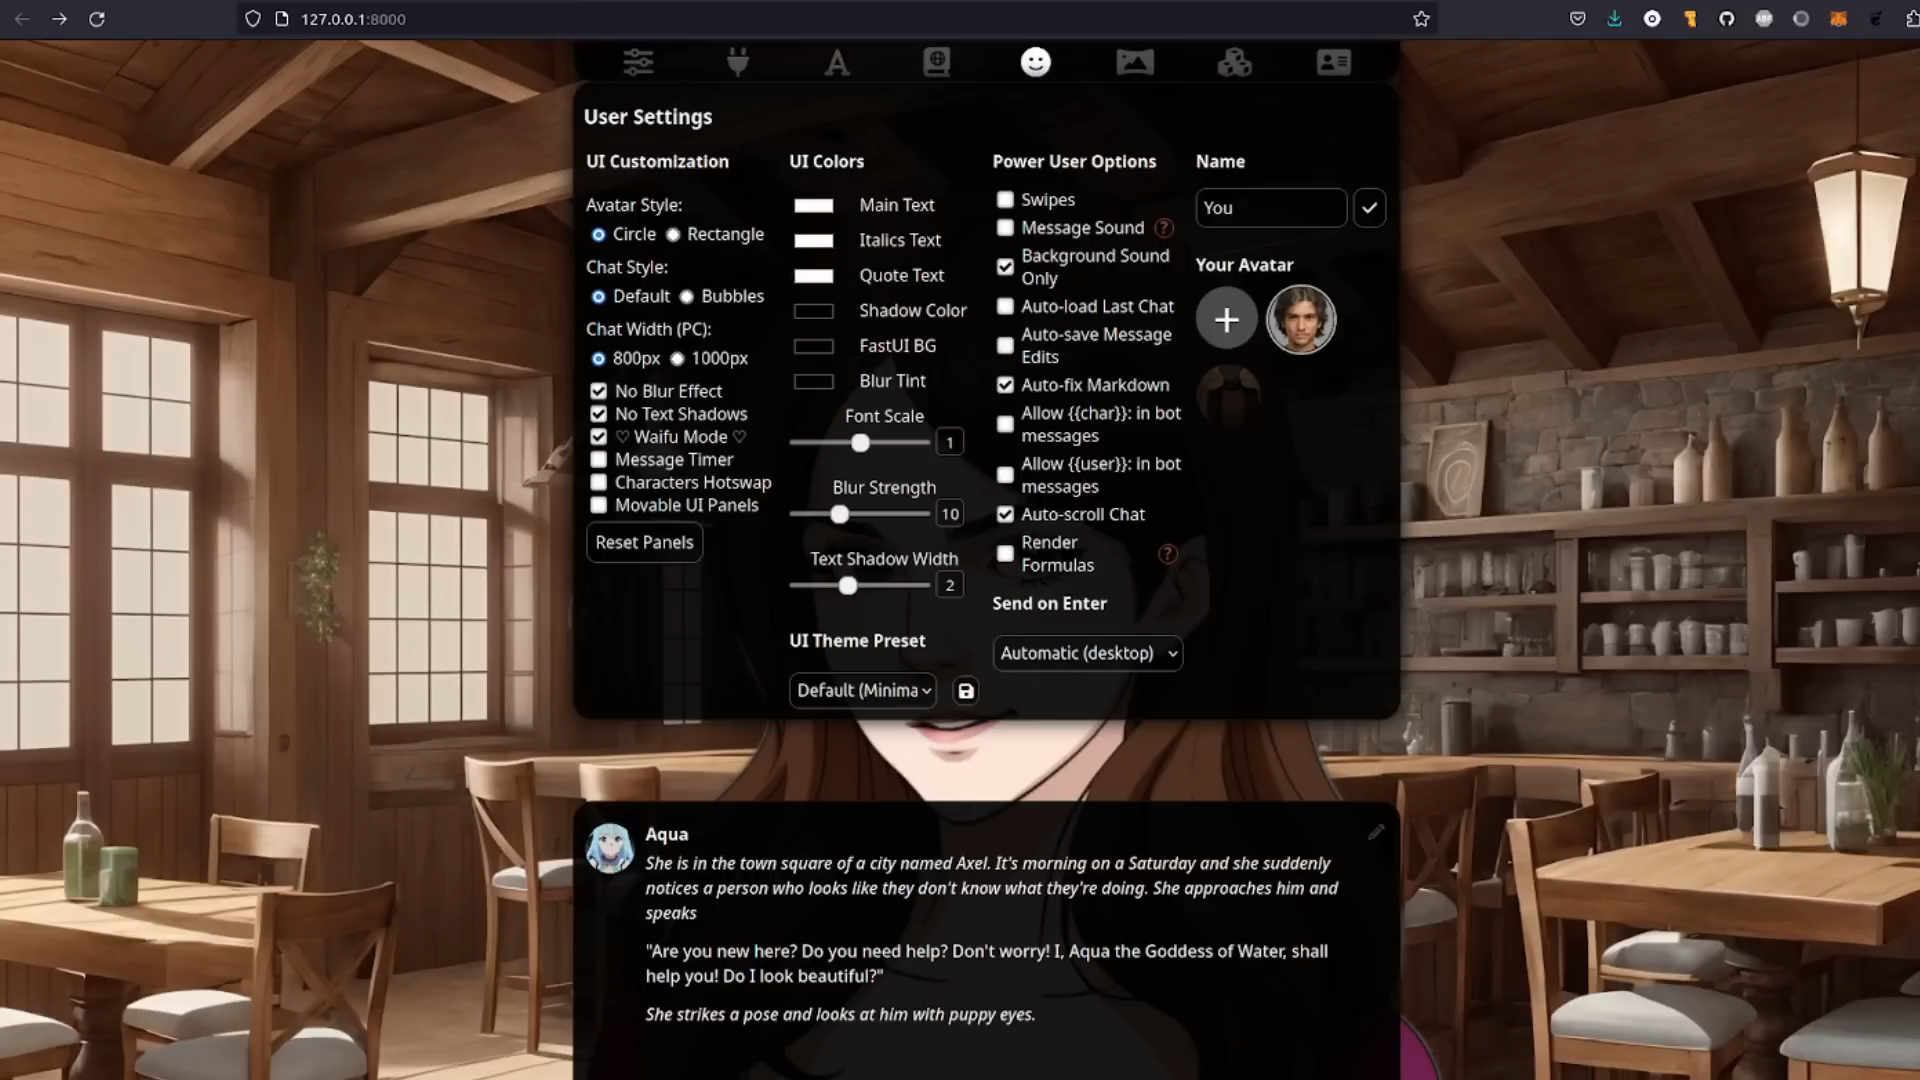 127.0.0.1:8000
User Settings
UI Customization
Avatar Style:
Circle Rectangle
Chat Style:
Default Bubbles
Chat Width (PC):
800px 1000px
No Blur Effect
No Text Shadows
♡ Waifu Mode ♡
Message Timer
Characters Hotswap
Movable UI Panels
Reset Panels
UI Colors
Main Text
Italics Text
Quote Text
Shadow Color
FastUI BG
Blur Tint
Font Scale
1
Blur Strength
10
Text Shadow Width
2
UI Theme Preset
Default (Minima
Power User Options
Swipes
Message Sound ?
Background Sound
Only
Auto-load Last Chat
Auto-save Message
Edits
Auto-fix Markdown
Allow {{char}}: in bot
messages
Allow {{user}}: in bot
messages
Auto-scroll Chat
Render
Formulas ?
Send on Enter
Automatic (desktop)
Name
You
Your Avatar
Aqua
She is in the town square of a city named Axel. It's morning on a Saturday and she suddenly
notices a person who looks like they don't know what they're doing. She approaches him and
speaks
"Are you new here? Do you need help? Don't worry! I, Aqua the Goddess of Water, shall
help you! Do I look beautiful?"
She strikes a pose and looks at him with puppy eyes.